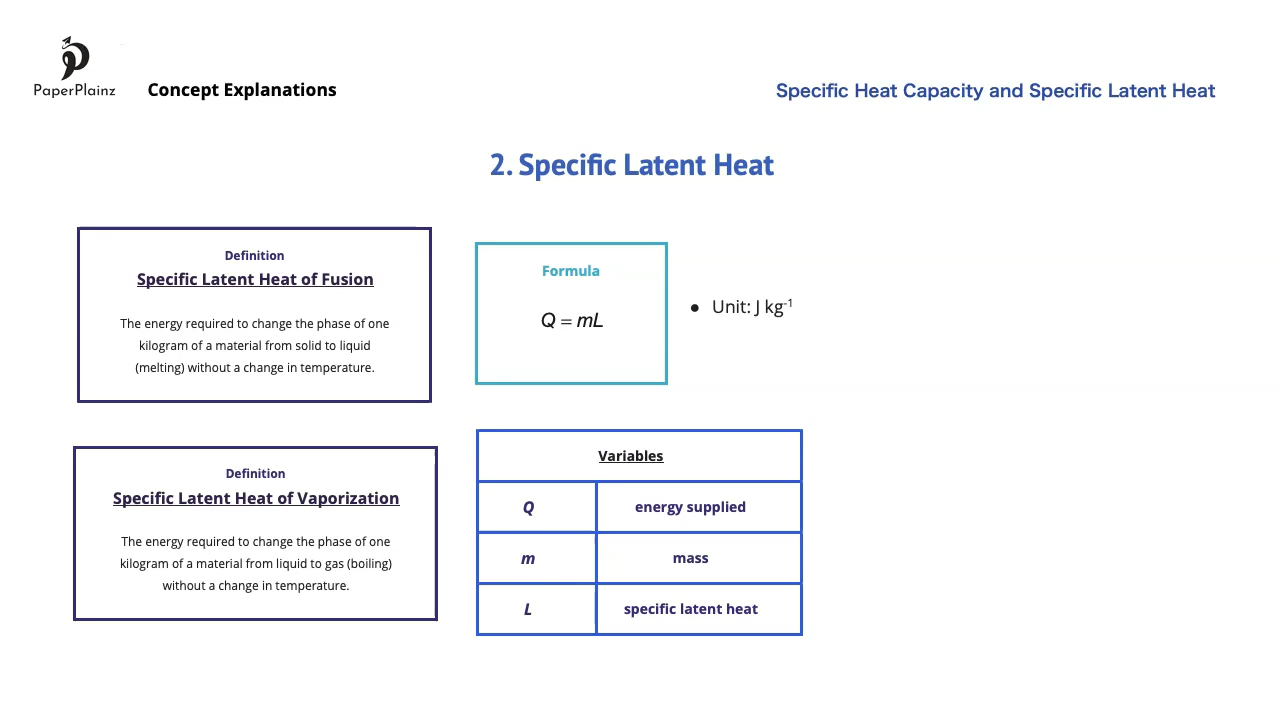 PaperPlainz
Concept Explanations
Specific Heat Capacity and Specific Latent Heat
2. Specific Latent Heat
Definition
Specific Latent Heat of Fusion
The energy required to change the phase of one
kilogram of a material from solid to liquid
(melting) without a change in temperature.
Formula
Q = mL
● Unit: J kg⁻¹
Definition
Specific Latent Heat of Vaporization
The energy required to change the phase of one
kilogram of a material from liquid to gas (boiling)
without a change in temperature.
Variables
Q energy supplied
m mass
L specific latent heat